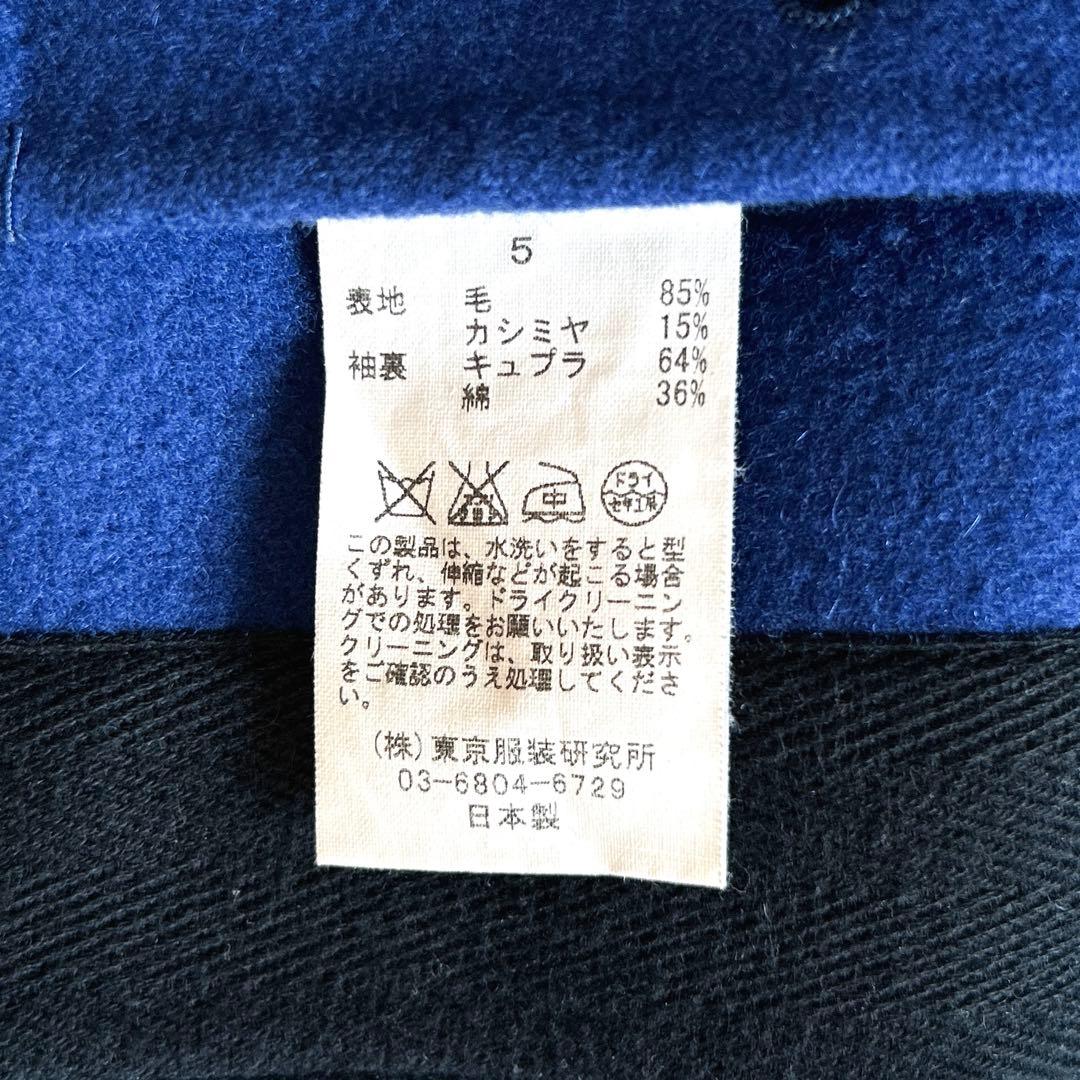 5
表地 毛 85%
カシミヤ 15%
袖裏 キュプラ 64%
綿 36%
中 ドライ
この製品は、水洗いをすると型
くずれ、伸縮などが起こる場合
があります。ドライクリーニン
グでの処理をお願いいたします。
クリーニングは、取り扱い表示
をご確認のうえ処理してくださ
い。
(株)東京服装研究所
03-6804-6729
日本製